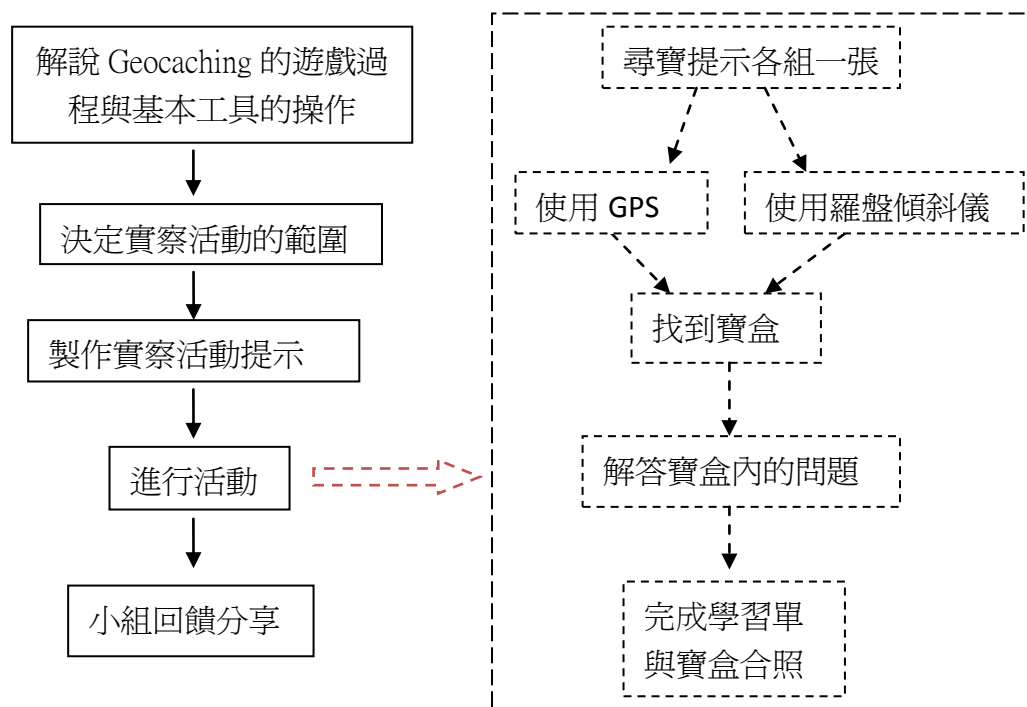 解說 Geocaching 的遊戲過
程與基本工具的操作
決定實察活動的範圍
製作實察活動提示
進行活動
小組回饋分享
尋寶提示各組一張
使用 GPS
使用羅盤傾斜儀
找到寶盒
解答寶盒內的問題
完成學習單
與寶盒合照